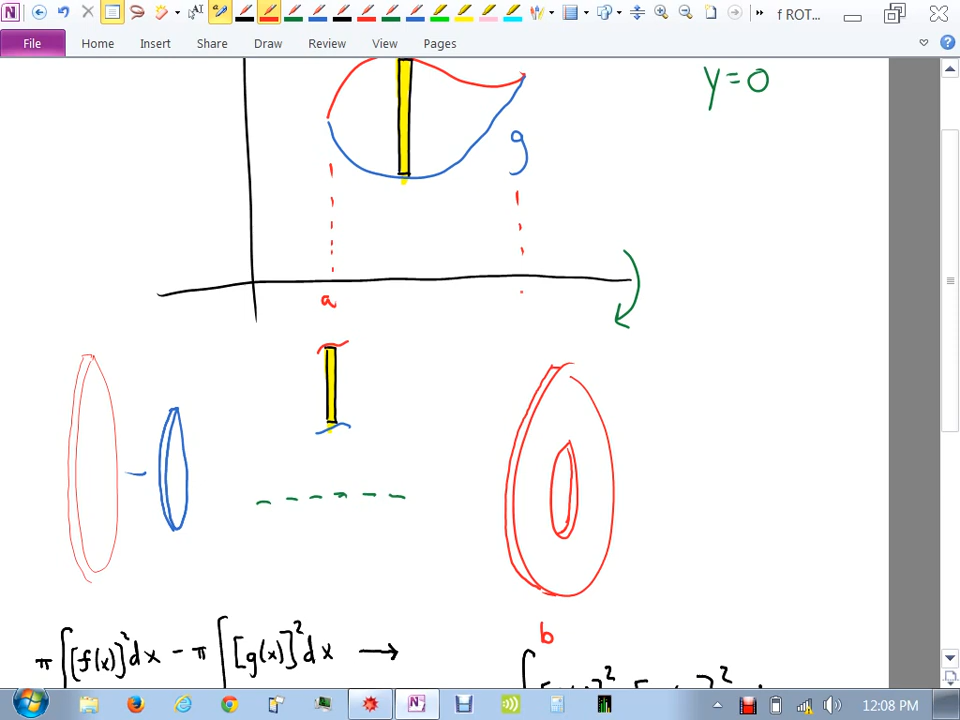 f ROT...
File Home Insert Share Draw Review View Pages
y = 0
g
a
b
π∫[f(x)]²dx − π∫[g(x)]²dx →
12:08 PM